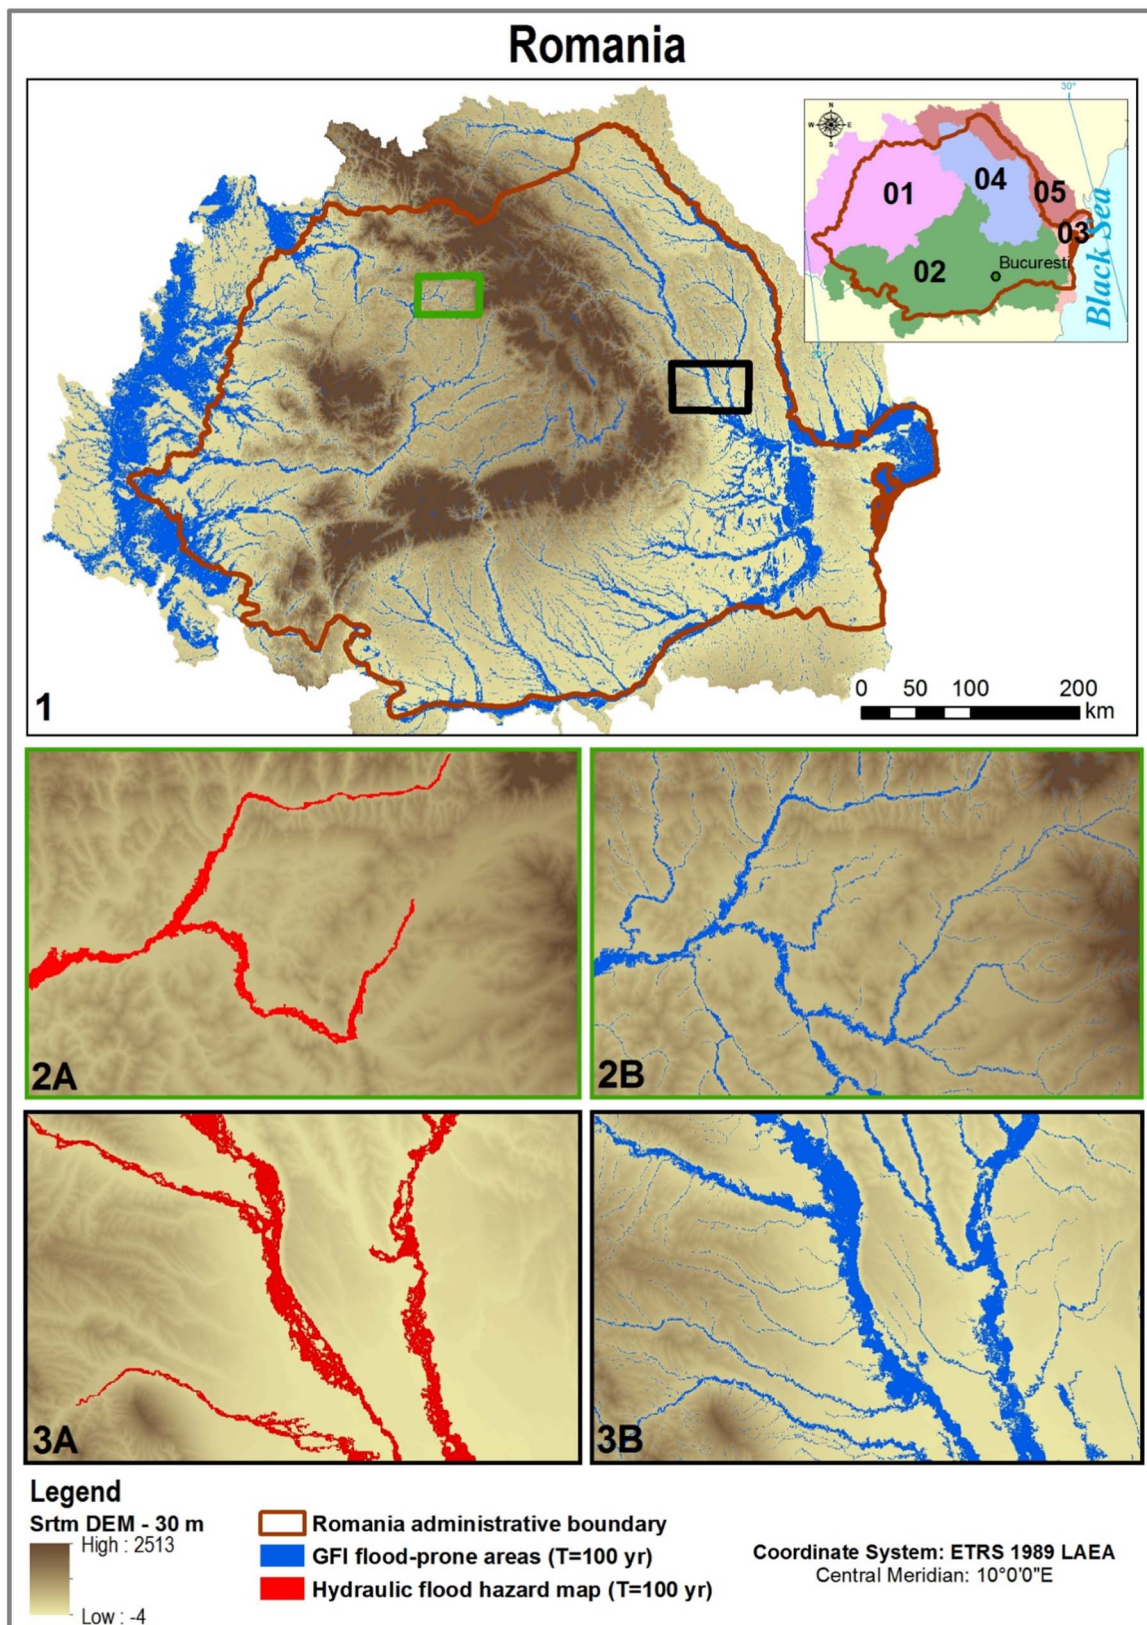 Romania
30°
N
W E
S
01
04
05
03
02
Bucuresti
Black Sea
1
0 50 100 200
km
2A
2B
3A
3B
Legend
Srtm DEM - 30 m
High : 2513
Low : -4
Romania administrative boundary
GFI flood-prone areas (T=100 yr)
Hydraulic flood hazard map (T=100 yr)
Coordinate System: ETRS 1989 LAEA
Central Meridian: 10°0'0"E